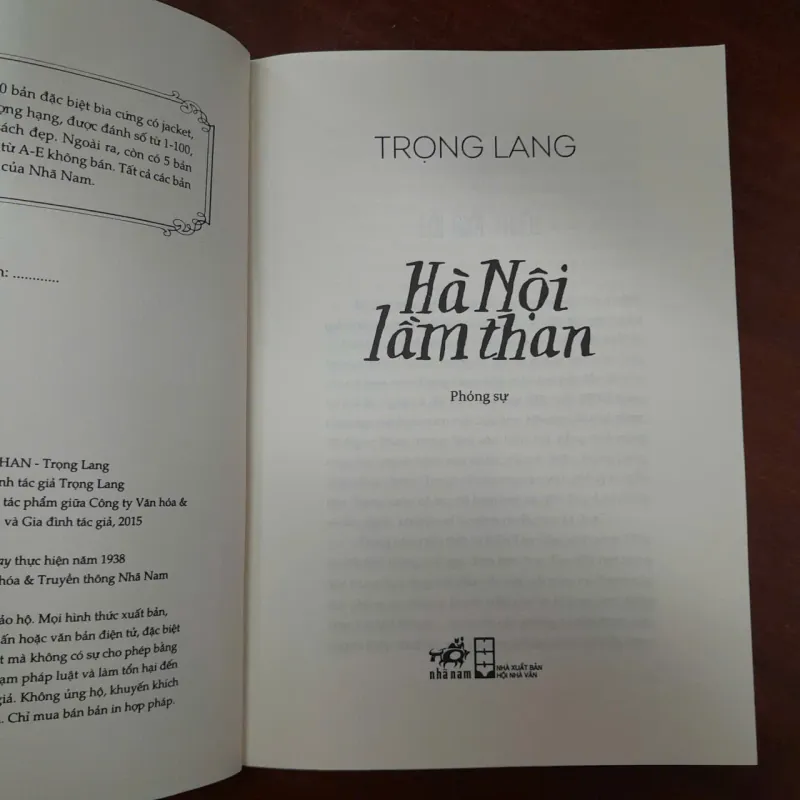 0 bản đặc biệt bìa cứng có jacket,
ợng hạng, được đánh số từ 1-100,
ách đẹp. Ngoài ra, còn có 5 bản
từ A-E không bán. Tất cả các bản
của Nhã Nam.
n: ............
HAN - Trọng Lang
nh tác giả Trọng Lang
tác phẩm giữa Công ty Văn hóa &
và Gia đình tác giả, 2015
ay thực hiện năm 1938
hóa & Truyền thông Nhã Nam
ảo hộ. Mọi hình thức xuất bản,
ấn hoặc văn bản điện tử, đặc biệt
t mà không có sự cho phép bằng
ạm pháp luật và làm tổn hại đến
giả. Không ủng hộ, khuyến khích
. Chỉ mua bán bản in hợp pháp.
TRỌNG LANG
Hà Nội
lầm than
Phóng sự
nhã nam
NHÀ XUẤT BẢN
HỘI NHÀ VĂN